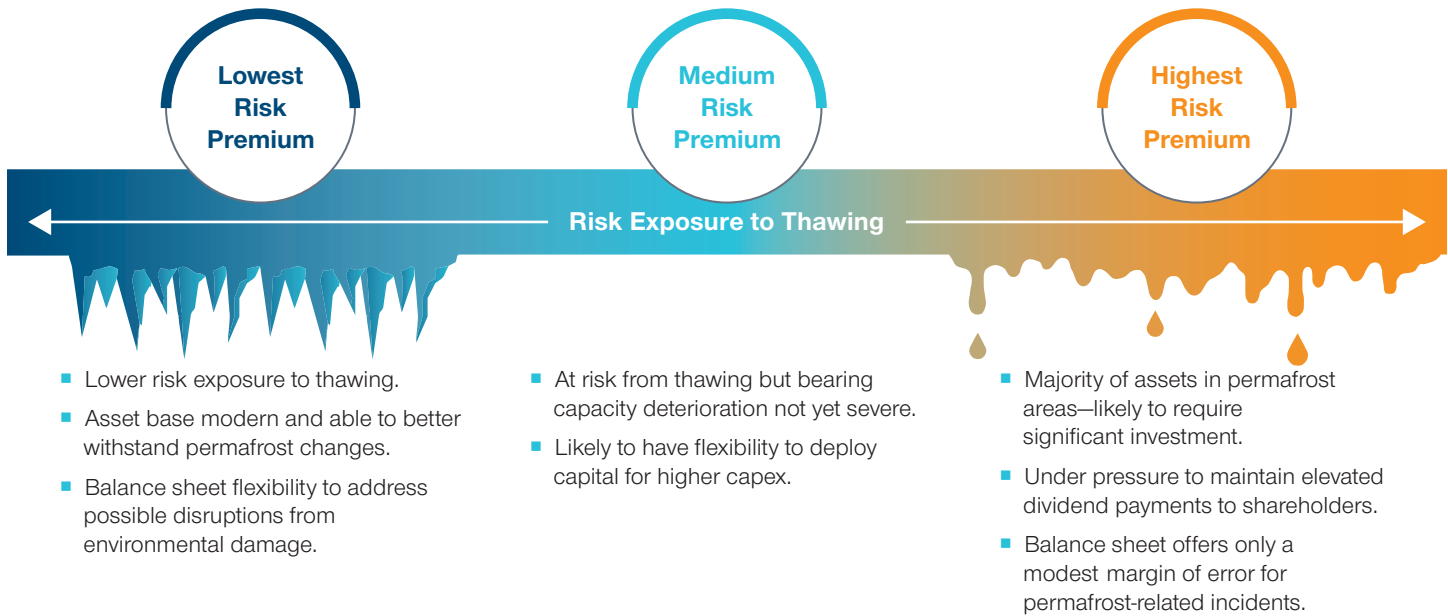 Lowest
Risk
Premium
Medium
Risk
Premium
Highest
Risk
Premium
Risk Exposure to Thawing
Lower risk exposure to thawing.
Asset base modern and able to better
withstand permafrost changes.
Balance sheet flexibility to address
possible disruptions from
environmental damage.
At risk from thawing but bearing
capacity deterioration not yet severe.
Likely to have flexibility to deploy
capital for higher capex.
Majority of assets in permafrost
areas—likely to require
significant investment.
Under pressure to maintain elevated
dividend payments to shareholders.
Balance sheet offers only a
modest margin of error for
permafrost-related incidents.